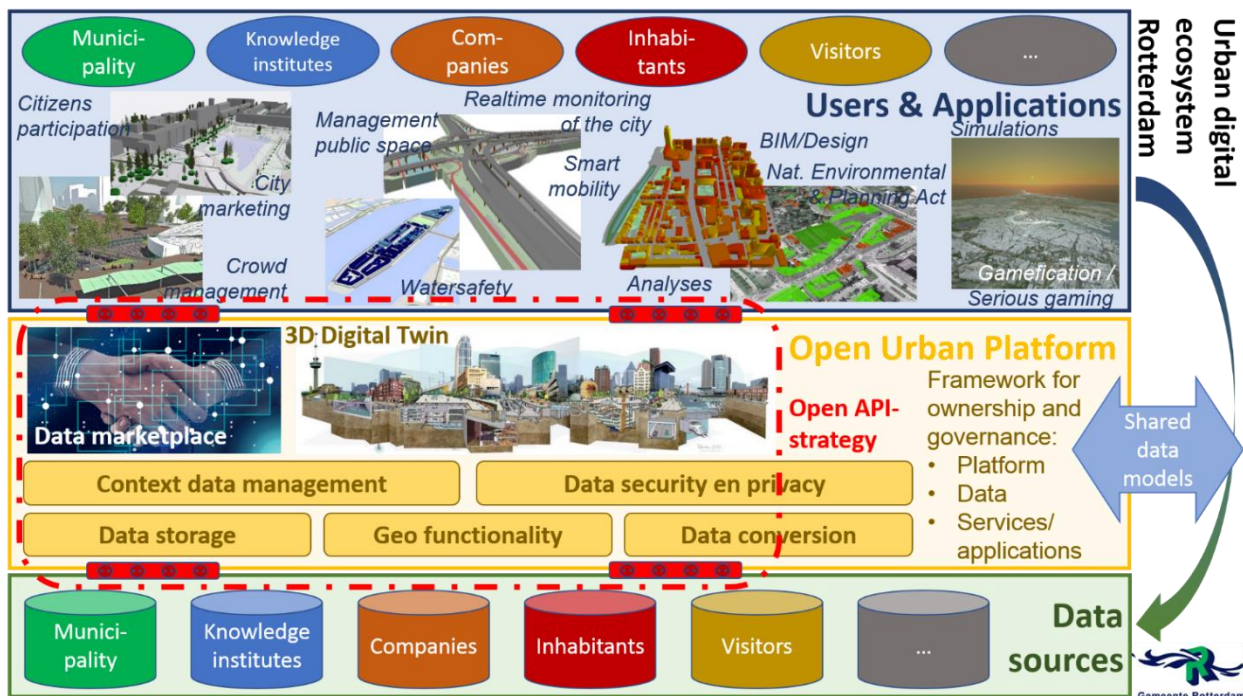 Munici-
pality
Knowledge
institutes
Com-
panies
Inhabi-
tants
Visitors
...
Urban digital
ecosystem
Rotterdam
Users & Applications
Citizens
participation
City
marketing
Crowd
management
Management
public space
Realtime monitoring
of the city
Smart
mobility
Watersafety
BIM/Design
Nat. Environmental
& Planning Act
Analyses
Simulations
Gamefication /
Serious gaming
3D Digital Twin
Data marketplace
Open Urban Platform
Open API-
strategy
Framework for
ownership and
governance:
• Platform
• Data
• Services/
applications
Shared
data
models
Context data management
Data security en privacy
Data storage
Geo functionality
Data conversion
Munici-
pality
Knowledge
institutes
Companies
Inhabitants
Visitors
...
Data
sources
Gemeente Rotterdam